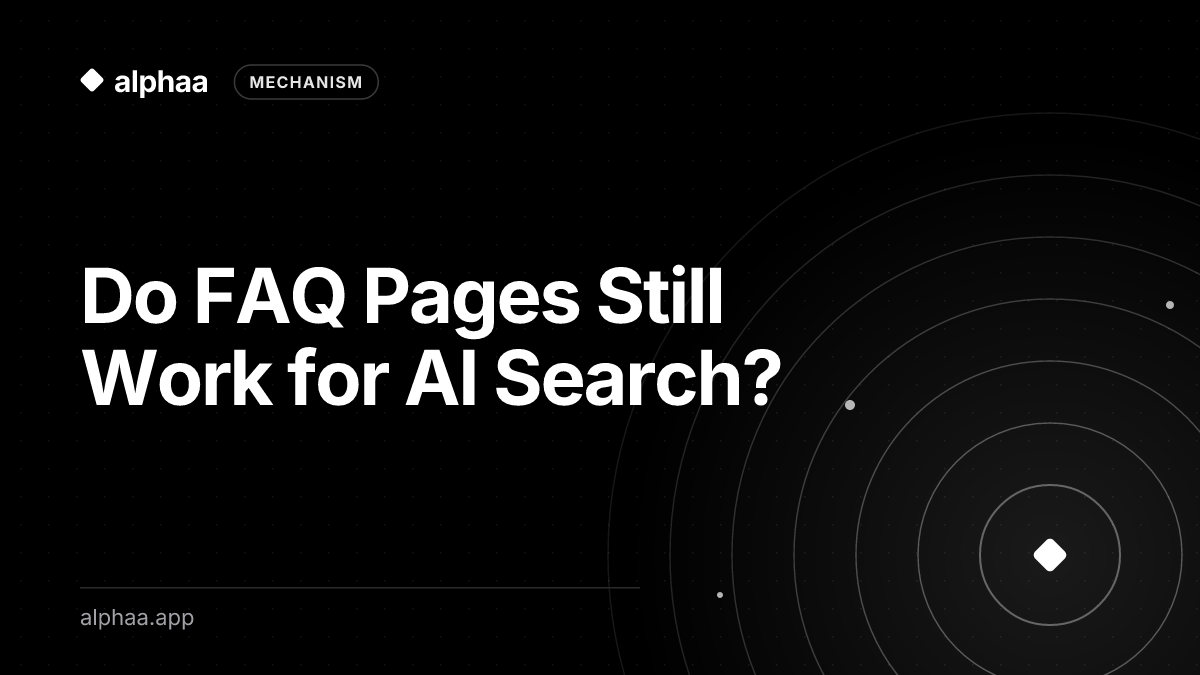 alphaa
MECHANISM
Do FAQ Pages Still
Work for AI Search?
alphaa.app